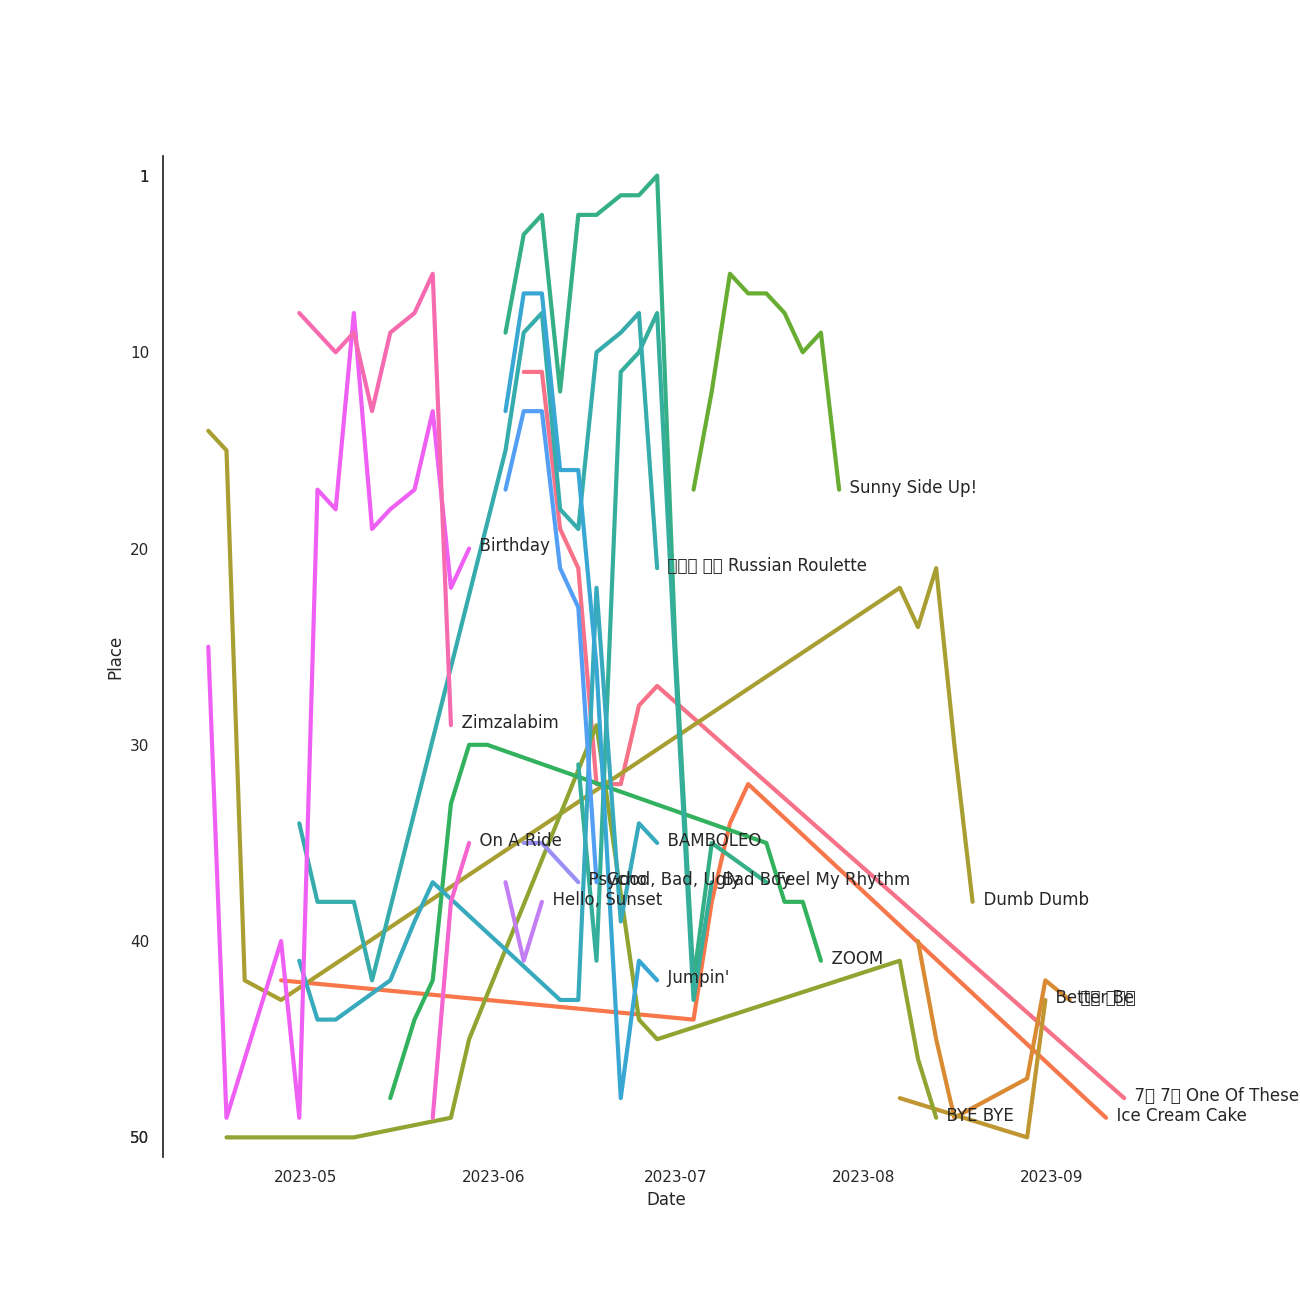 1
10
20
30
40
50
Place
Sunny Side Up!
Birthday
Russian Roulette
Zimzalabim
On A Ride
BAMBOLEO
Psycho
Good, Bad, Ugly
Bad Boy
Feel My Rhythm
Hello, Sunset
Dumb Dumb
ZOOM
Jumpin'
Better Be
7 7 One Of These
BYE BYE
Ice Cream Cake
2023-05
2023-06
2023-07
2023-08
2023-09
Date